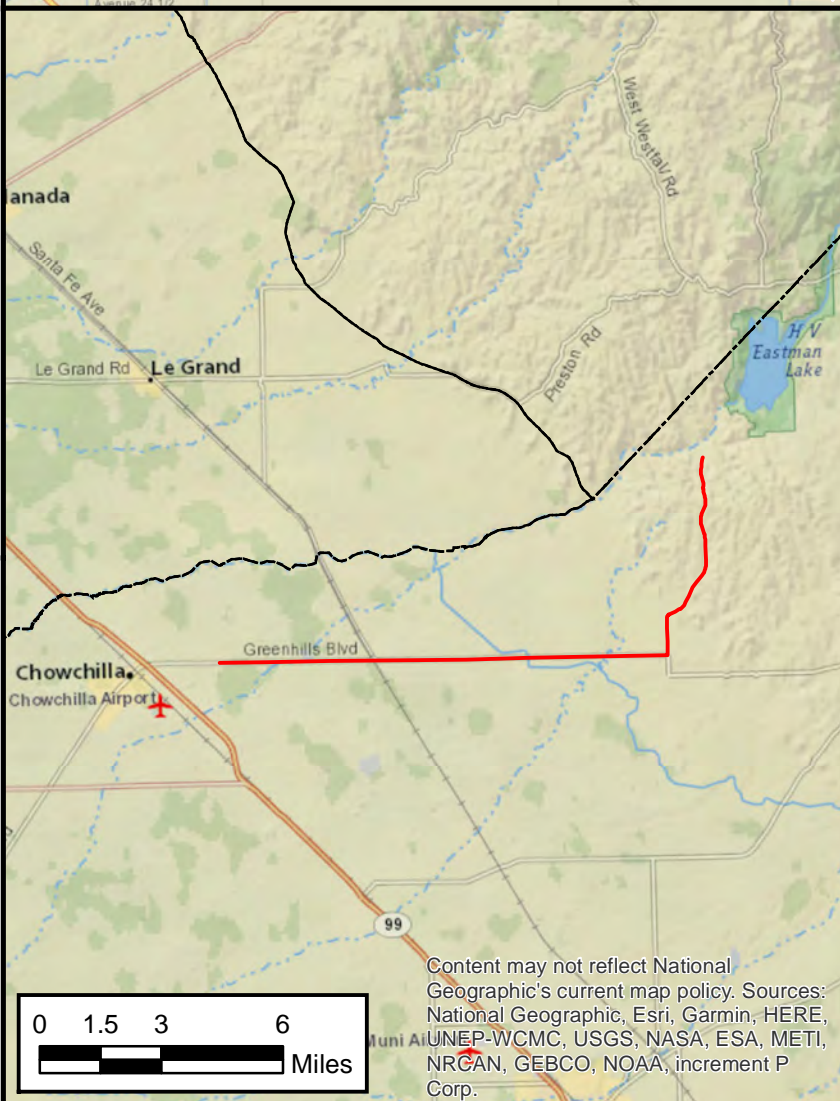 Avenue 24 1/2
West Westfall Rd
lanada
Santa Fe Ave
Le Grand Rd
Le Grand
Preston Rd
H V
Eastman
Lake
Greenhills Blvd
Chowchilla
Chowchilla Airport
99
Content may not reflect National
Geographic's current map policy. Sources:
National Geographic, Esri, Garmin, HERE,
UNEP-WCMC, USGS, NASA, ESA, METI,
NRCAN, GEBCO, NOAA, increment P
Corp.
0 1.5 3 6
Miles
Muni Ai